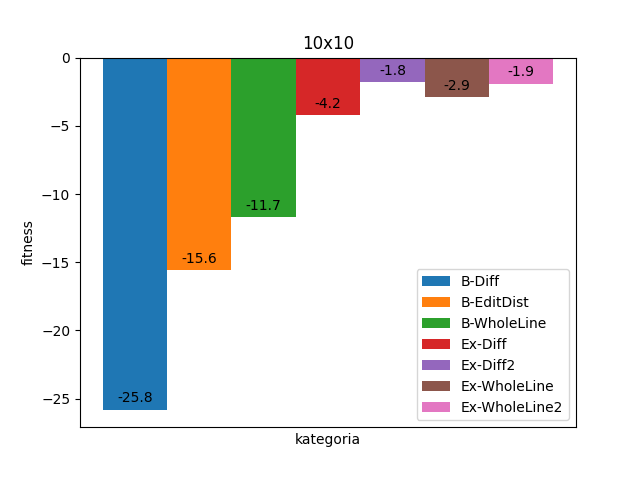 10x10
0
−5
−10
−15
−20
−25
fitness
-25.8
-15.6
-11.7
-4.2
-1.8
-2.9
-1.9
B-Diff
B-EditDist
B-WholeLine
Ex-Diff
Ex-Diff2
Ex-WholeLine
Ex-WholeLine2
kategoria